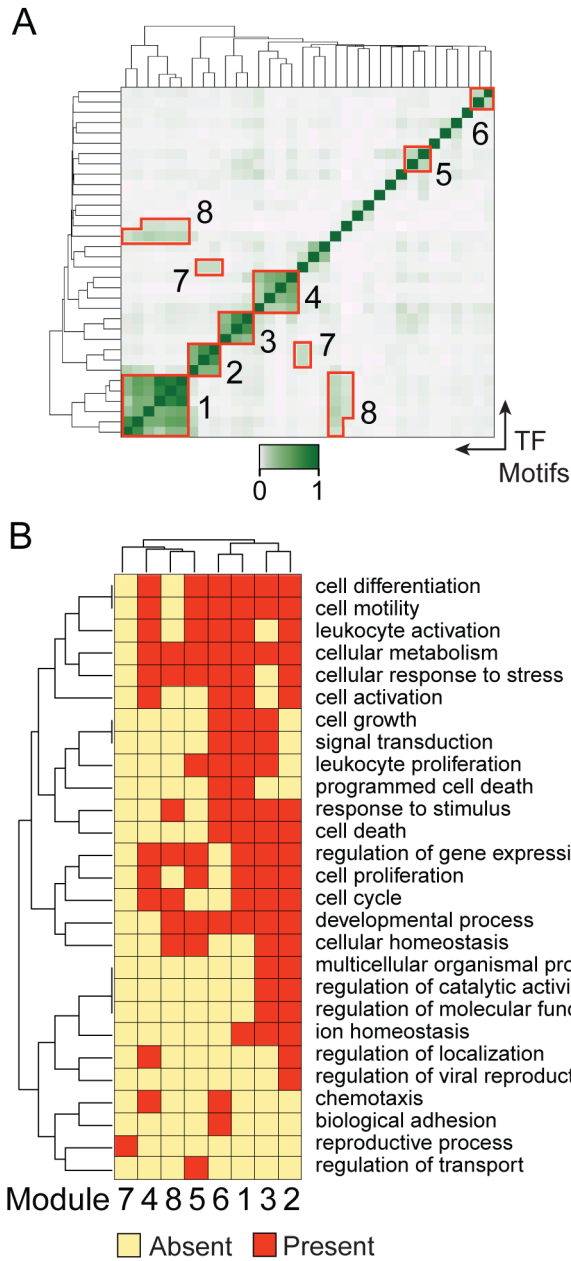 A
8
7
6
5
4
3
7
2
1
8
0
1
TF
Motifs
B
cell differentiation
cell motility
leukocyte activation
cellular metabolism
cellular response to stress
cell activation
cell growth
signal transduction
leukocyte proliferation
programmed cell death
response to stimulus
cell death
regulation of gene expressi
cell proliferation
cell cycle
developmental process
cellular homeostasis
multicellular organismal pro
regulation of catalytic activi
regulation of molecular func
ion homeostasis
regulation of localization
regulation of viral reproduct
chemotaxis
biological adhesion
reproductive process
regulation of transport
Module 7 4 8 5 6 1 3 2
Absent Present